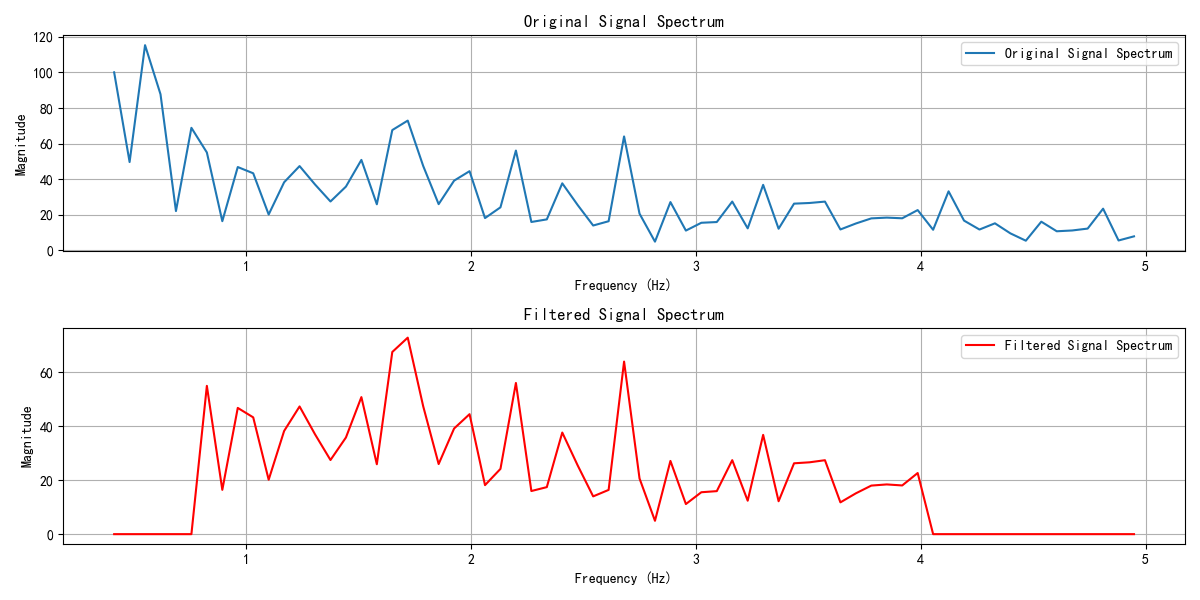 Original Signal Spectrum
120
100
80
60
40
20
0
Magnitude
Original Signal Spectrum
1 2 3 4 5
Frequency (Hz)
Filtered Signal Spectrum
60
40
20
0
Magnitude
Filtered Signal Spectrum
1 2 3 4 5
Frequency (Hz)